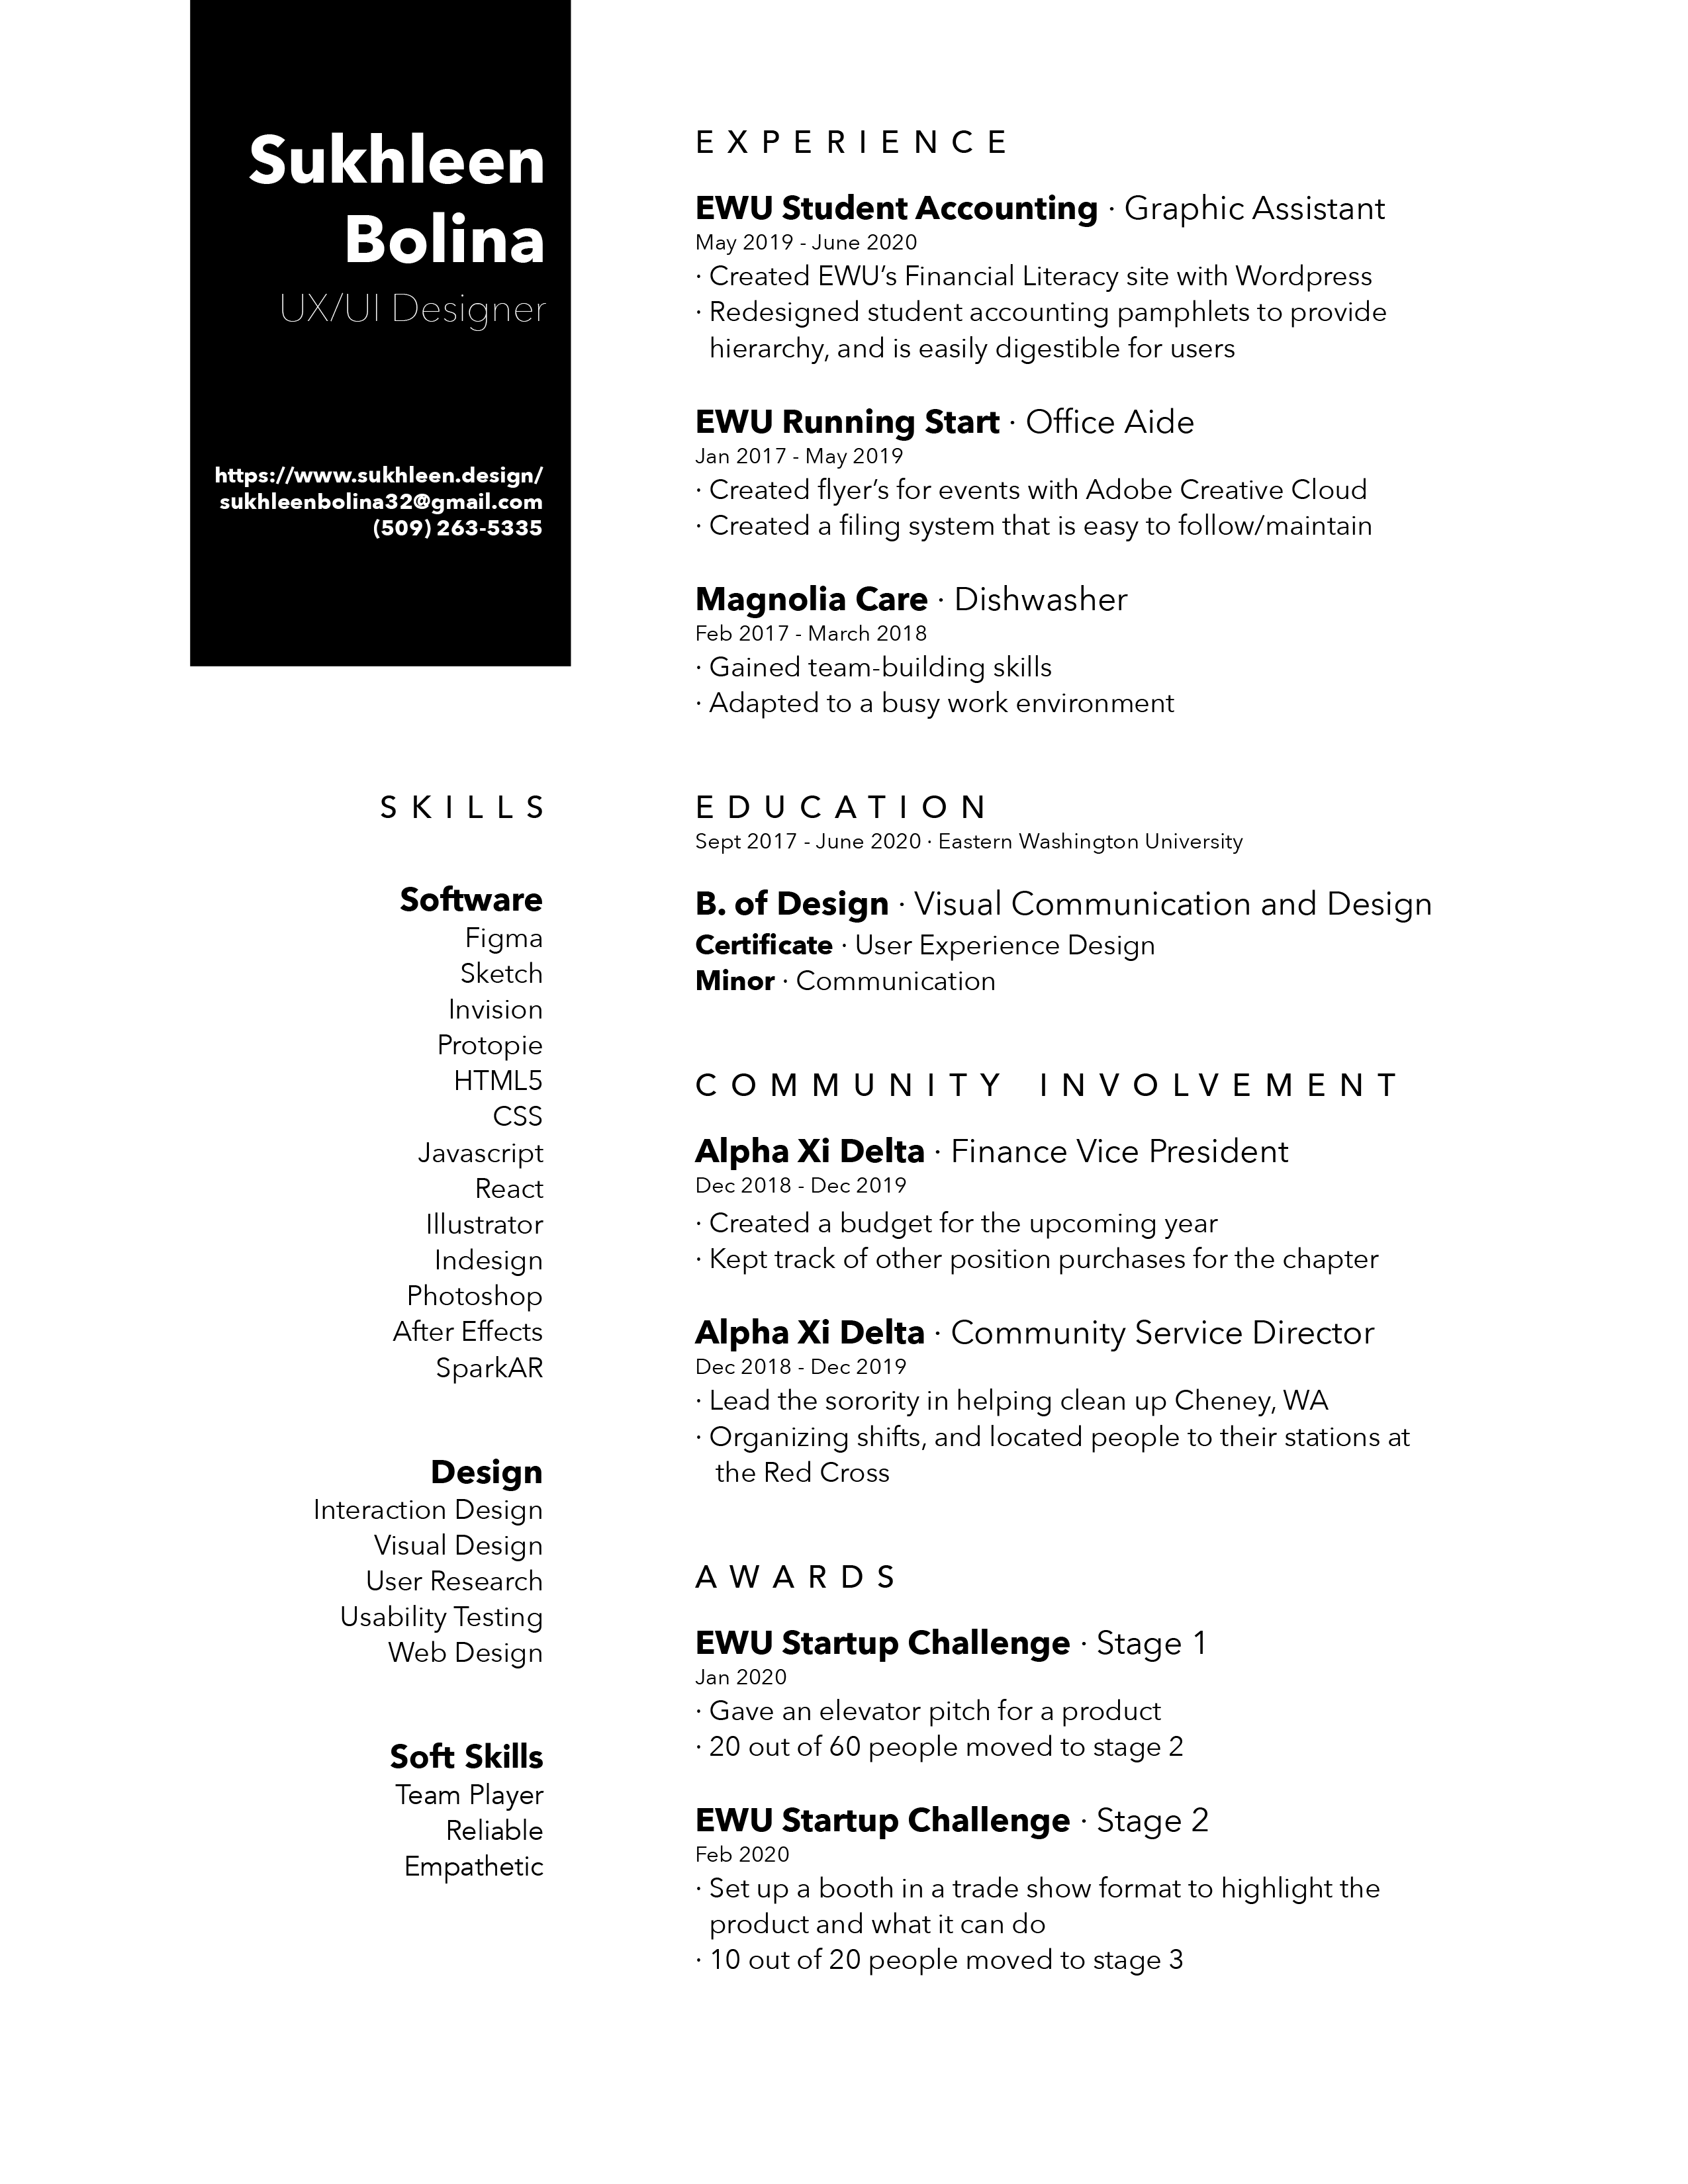 Sukhleen
Bolina
UX/UI Designer
https://www.sukhleen.design/
sukhleenbolina32@gmail.com
(509) 263-5335
SKILLS
Software
Figma
Sketch
Invision
Protopie
HTML5
CSS
Javascript
React
Illustrator
Indesign
Photoshop
After Effects
SparkAR
Design
Interaction Design
Visual Design
User Research
Usability Testing
Web Design
Soft Skills
Team Player
Reliable
Empathetic
EXPERIENCE
EWU Student Accounting · Graphic Assistant
May 2019 - June 2020
· Created EWU’s Financial Literacy site with Wordpress
· Redesigned student accounting pamphlets to provide
hierarchy, and is easily digestible for users
EWU Running Start · Office Aide
Jan 2017 - May 2019
· Created flyer’s for events with Adobe Creative Cloud
· Created a filing system that is easy to follow/maintain
Magnolia Care · Dishwasher
Feb 2017 - March 2018
· Gained team-building skills
· Adapted to a busy work environment
EDUCATION
Sept 2017 - June 2020 · Eastern Washington University
B. of Design · Visual Communication and Design
Certificate · User Experience Design
Minor · Communication
COMMUNITY INVOLVEMENT
Alpha Xi Delta · Finance Vice President
Dec 2018 - Dec 2019
· Created a budget for the upcoming year
· Kept track of other position purchases for the chapter
Alpha Xi Delta · Community Service Director
Dec 2018 - Dec 2019
· Lead the sorority in helping clean up Cheney, WA
· Organizing shifts, and located people to their stations at
the Red Cross
AWARDS
EWU Startup Challenge · Stage 1
Jan 2020
· Gave an elevator pitch for a product
· 20 out of 60 people moved to stage 2
EWU Startup Challenge · Stage 2
Feb 2020
· Set up a booth in a trade show format to highlight the
product and what it can do
· 10 out of 20 people moved to stage 3